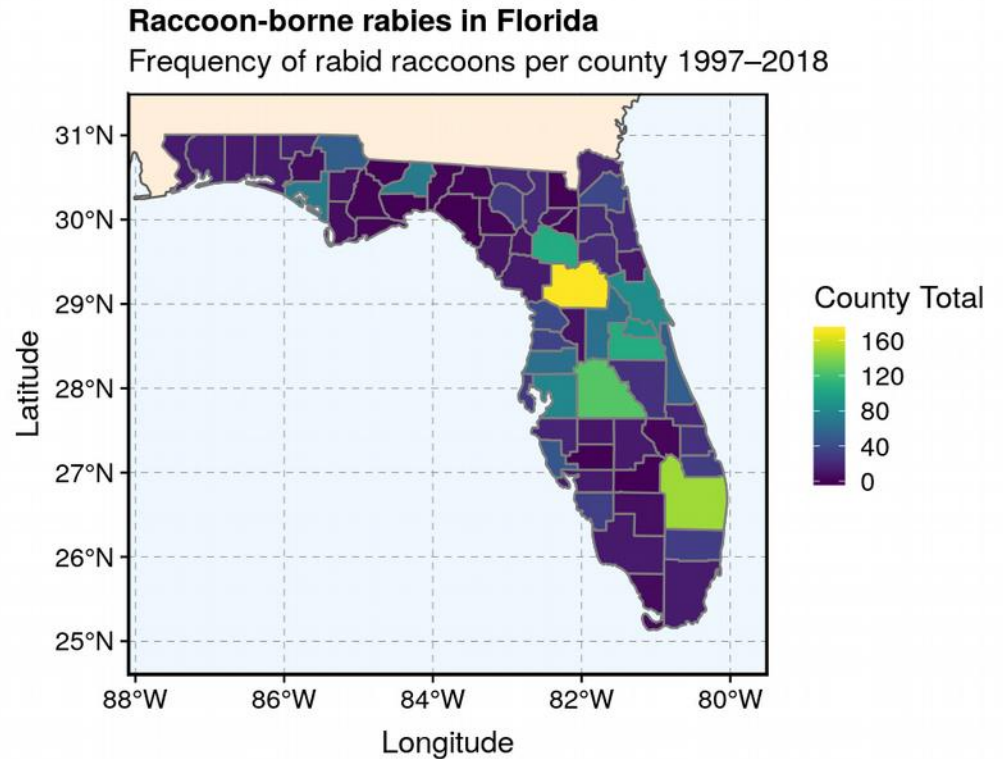 Raccoon-borne rabies in Florida
Frequency of rabid raccoons per county 1997–2018
31°N
30°N
29°N
28°N
27°N
26°N
25°N
Latitude
88°W 86°W 84°W 82°W 80°W
Longitude
County Total
160
120
80
40
0